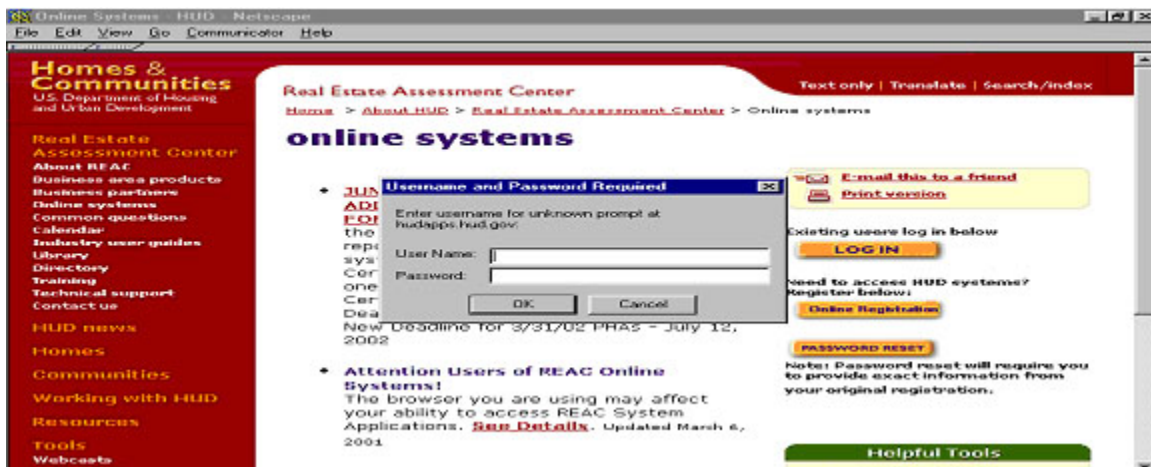 Online Systems - HUD - Netscape
File Edit View Go Communicator Help
Homes &
Communities
U.S. Department of Housing
and Urban Development
Real Estate
Assessment Center
About REAC
Business area products
Business partners
Online systems
Common questions
Calendar
Industry user guides
Library
Directory
Training
Technical support
Contact us
HUD news
Homes
Communities
Working with HUD
Resources
Tools
Webcasts
Real Estate Assessment Center
Text only | Translate | Search/index
Home > About HUD > Real Estate Assessment Center > Online systems
online systems
New Deadline for 3/31/02 PHAs - July 12,
2002
Attention Users of REAC Online
Systems!
The browser you are using may affect
your ability to access REAC System
Applications. See Details. Updated March 6,
2001
Username and Password Required
Enter username for unknown prompt at
hudapps.hud.gov:
User Name:
Password:
OK Cancel
E-mail this to a friend
Print version
Existing users log in below
LOG IN
Need to access HUD systems?
Register below:
Online Registration
PASSWORD RESET
Note: Password reset will require you
to provide exact information from
your original registration.
Helpful Tools